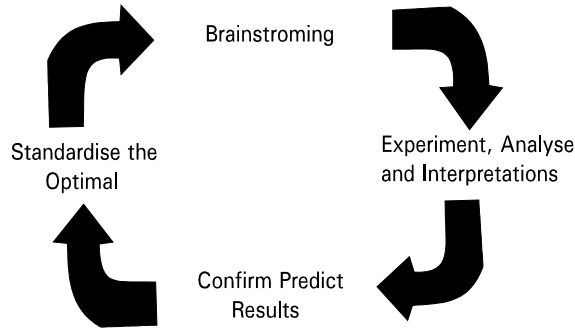 Brainstroming
Experiment, Analyse
and Interpretations
Confirm Predict
Results
Standardise the
Optimal